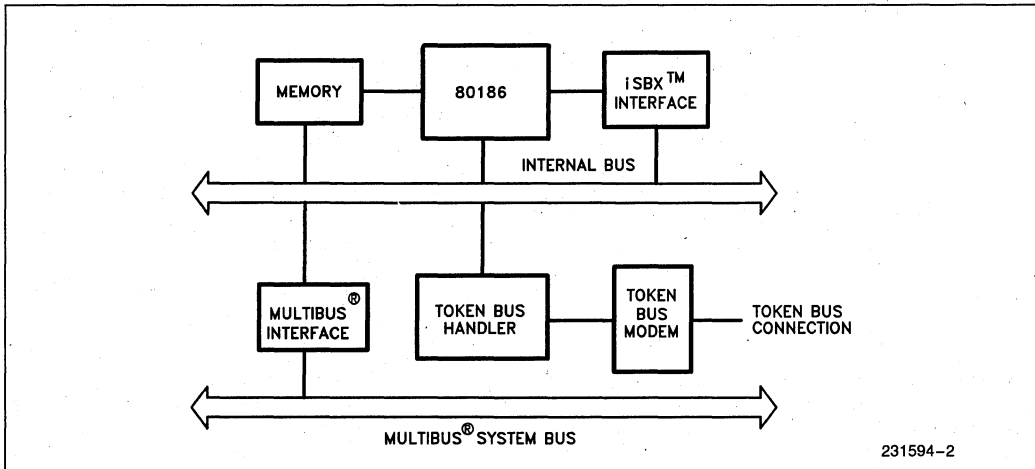 MEMORY
80186
iSBX™
INTERFACE
INTERNAL BUS
MULTIBUS®
INTERFACE
TOKEN BUS
HANDLER
TOKEN
BUS
MODEM
TOKEN BUS
CONNECTION
MULTIBUS® SYSTEM BUS
231594-2